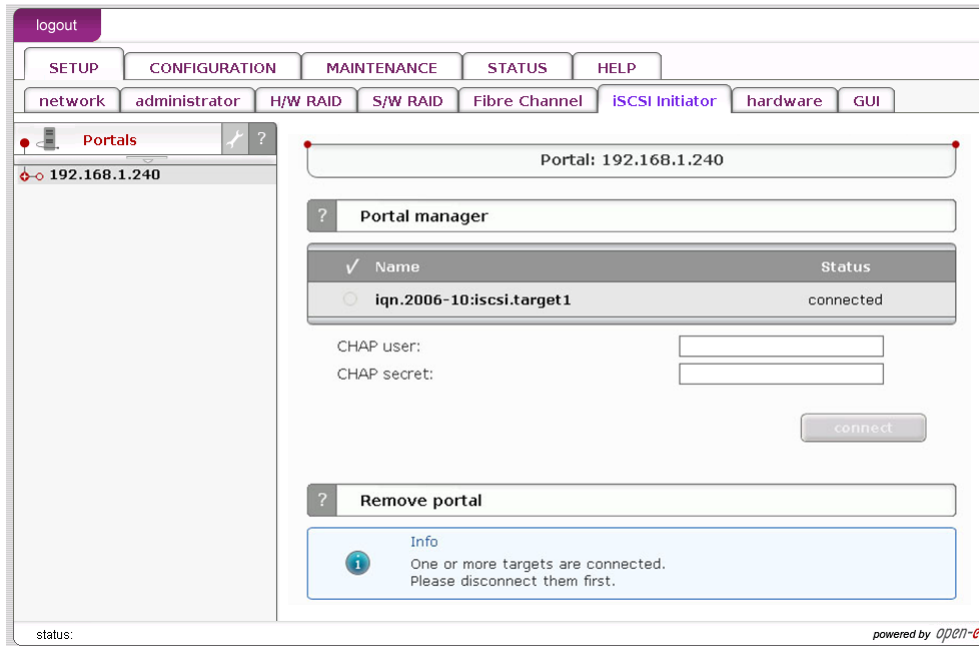 logout
SETUP CONFIGURATION MAINTENANCE STATUS HELP
network administrator H/W RAID S/W RAID Fibre Channel iSCSI Initiator hardware GUI
Portals ?
192.168.1.240
Portal: 192.168.1.240
? Portal manager
Name Status
iqn.2006-10:iscsi.target1 connected
CHAP user:
CHAP secret:
connect
? Remove portal
Info
One or more targets are connected.
Please disconnect them first.
status: powered by open-e